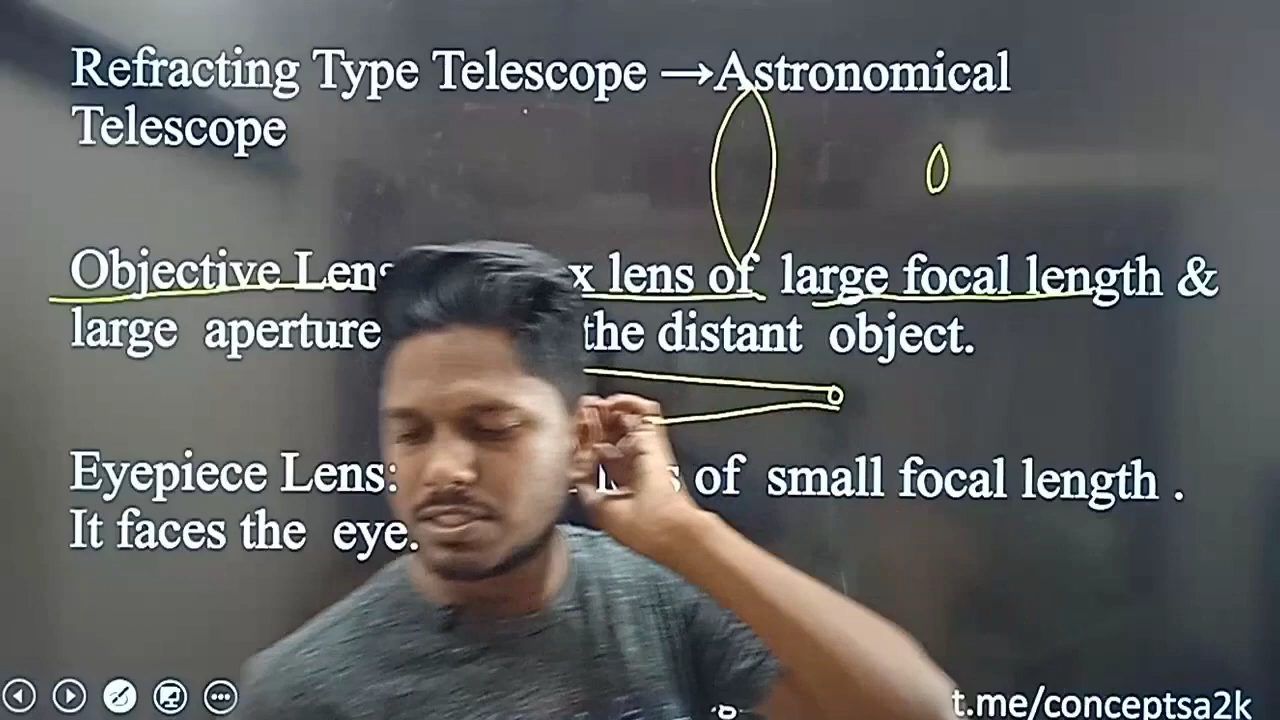 Refracting Type Telescope →Astronomical
Telescope
Objective Lens lens of large focal length &
large aperture the distant object.
Eyepiece Lens: of small focal length .
It faces the eye.
t.me/conceptsa2k